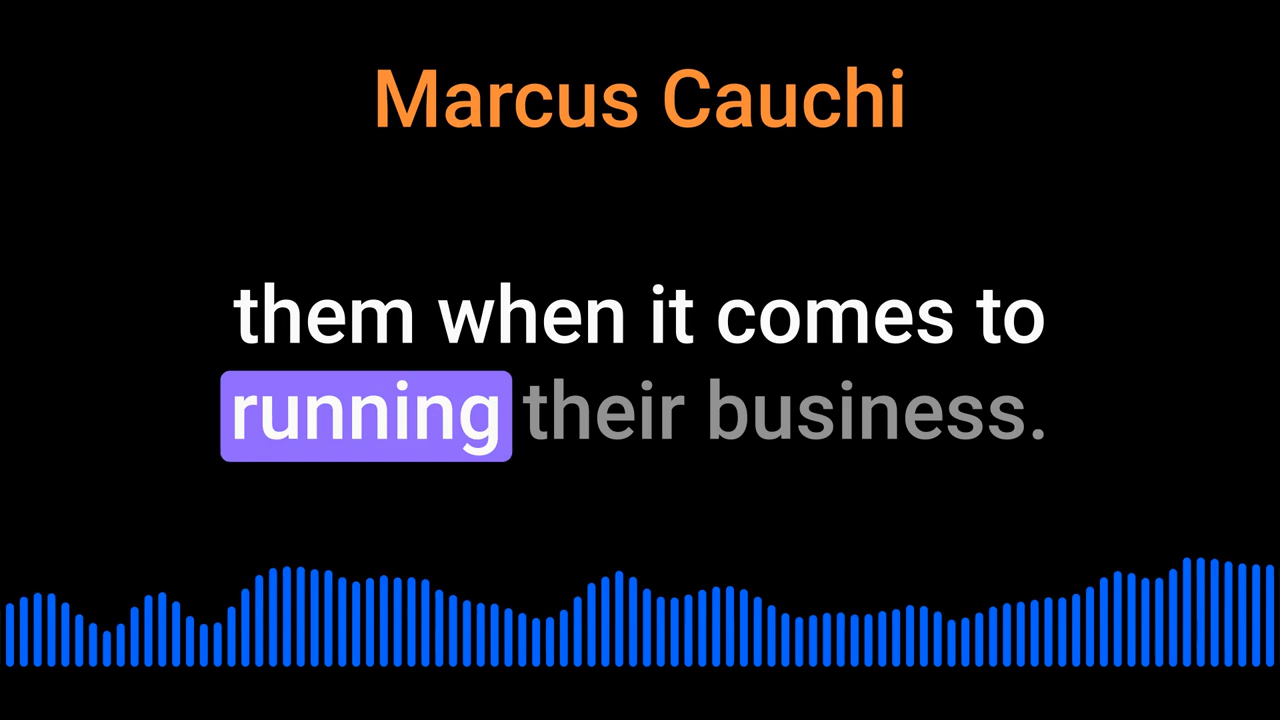 Marcus Cauchi
them when it comes to
running their business.